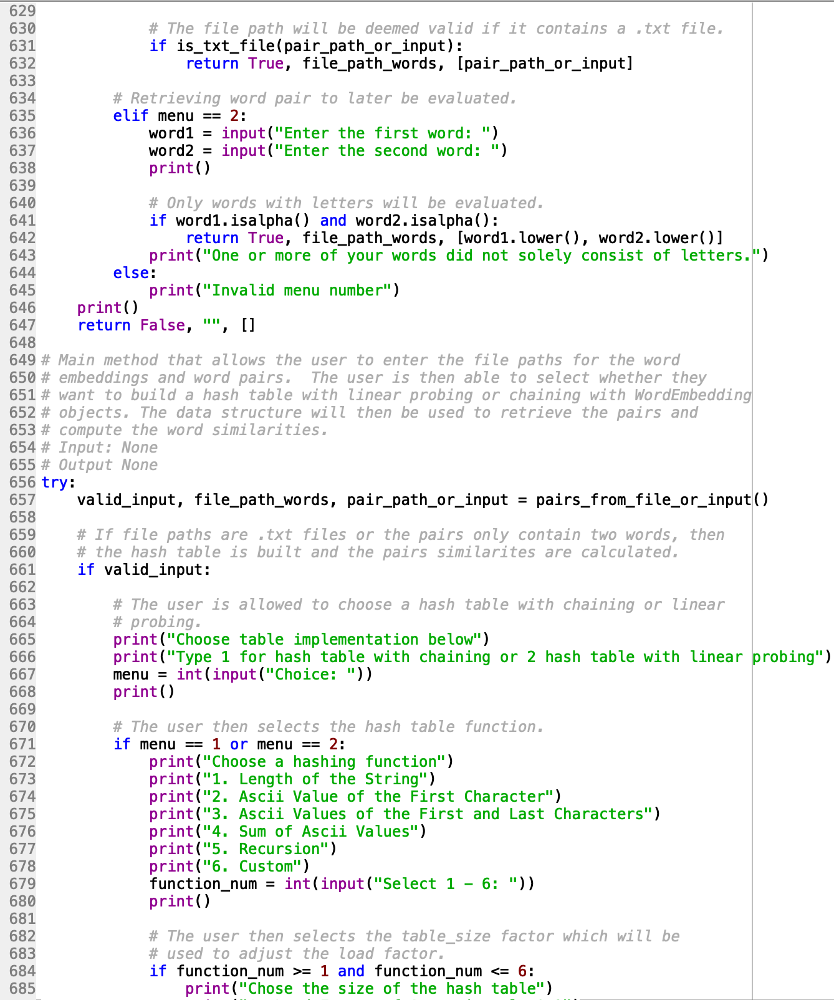 629
630             # The file path will be deemed valid if it contains a .txt file.
631             if is_txt_file(pair_path_or_input):
632                 return True, file_path_words, [pair_path_or_input]
633
634         # Retrieving word pair to later be evaluated.
635         elif menu == 2:
636             word1 = input("Enter the first word: ")
637             word2 = input("Enter the second word: ")
638             print()
639
640             # Only words with letters will be evaluated.
641             if word1.isalpha() and word2.isalpha():
642                 return True, file_path_words, [word1.lower(), word2.lower()]
643             print("One or more of your words did not solely consist of letters.")
644         else:
645             print("Invalid menu number")
646     print()
647     return False, "", []
648
649 # Main method that allows the user to enter the file paths for the word
650 # embeddings and word pairs.  The user is then able to select whether they
651 # want to build a hash table with linear probing or chaining with WordEmbedding
652 # objects. The data structure will then be used to retrieve the pairs and
653 # compute the word similarities.
654 # Input: None
655 # Output None
656 try:
657     valid_input, file_path_words, pair_path_or_input = pairs_from_file_or_input()
658
659     # If file paths are .txt files or the pairs only contain two words, then
660     # the hash table is built and the pairs similarites are calculated.
661     if valid_input:
662
663         # The user is allowed to choose a hash table with chaining or linear
664         # probing.
665         print("Choose table implementation below")
666         print("Type 1 for hash table with chaining or 2 hash table with linear probing")
667         menu = int(input("Choice: "))
668         print()
669
670         # The user then selects the hash table function.
671         if menu == 1 or menu == 2:
672             print("Choose a hashing function")
673             print("1. Length of the String")
674             print("2. Ascii Value of the First Character")
675             print("3. Ascii Values of the First and Last Characters")
676             print("4. Sum of Ascii Values")
677             print("5. Recursion")
678             print("6. Custom")
679             function_num = int(input("Select 1 – 6: "))
680             print()
681
682             # The user then selects the table_size factor which will be
683             # used to adjust the load factor.
684             if function_num >= 1 and function_num <= 6:
685                 print("Chose the size of the hash table")